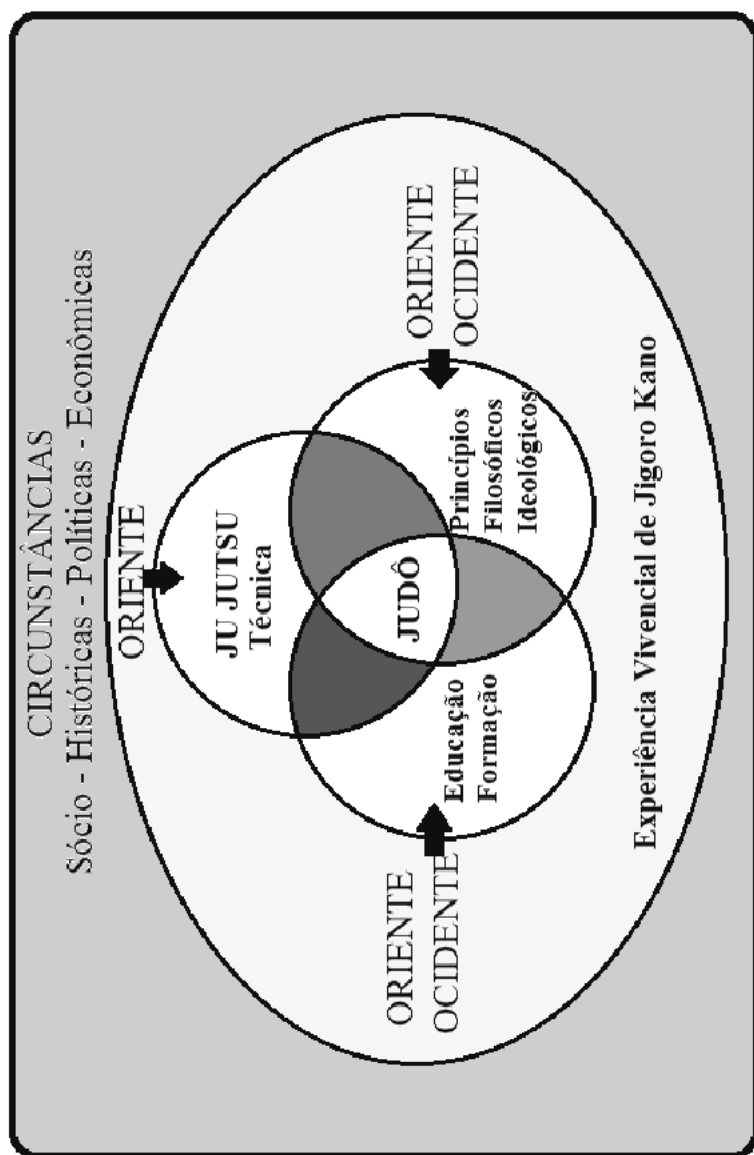 CIRCUNSTÂNCIAS
Sócio - Históricas - Políticas - Econômicas
ORIENTE
JU JUTSU
Técnica
JUDÔ
ORIENTE
OCIDENTE
Educação
Formação
Princípios
Filosóficos
Ideológicos
ORIENTE
OCIDENTE
Experiência Vivencial de Jigoro Kano